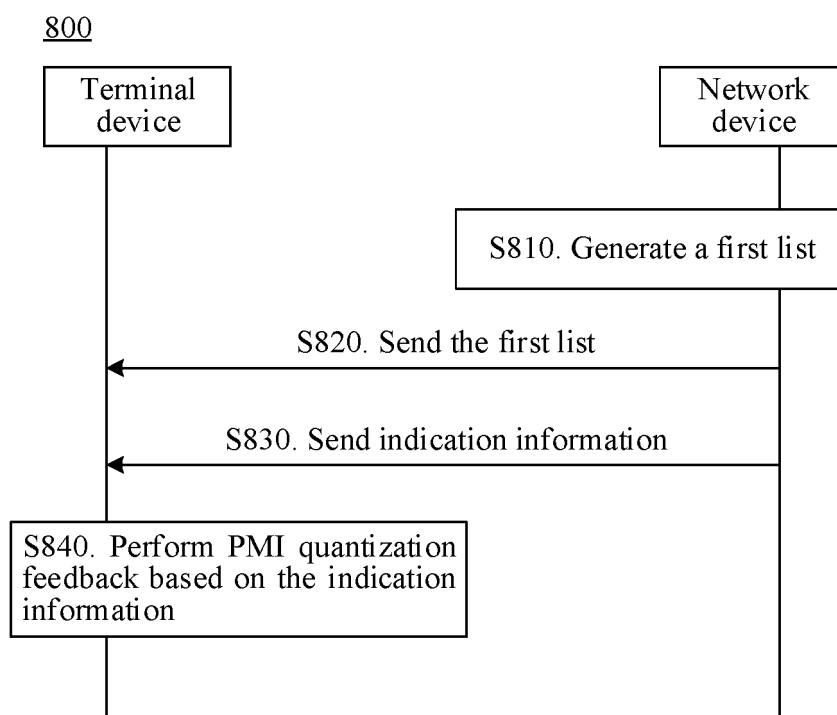 800
Terminal
device
Network
device
S810. Generate a first list
S820. Send the first list
S830. Send indication information
S840. Perform PMI quantization
feedback based on the indication
information